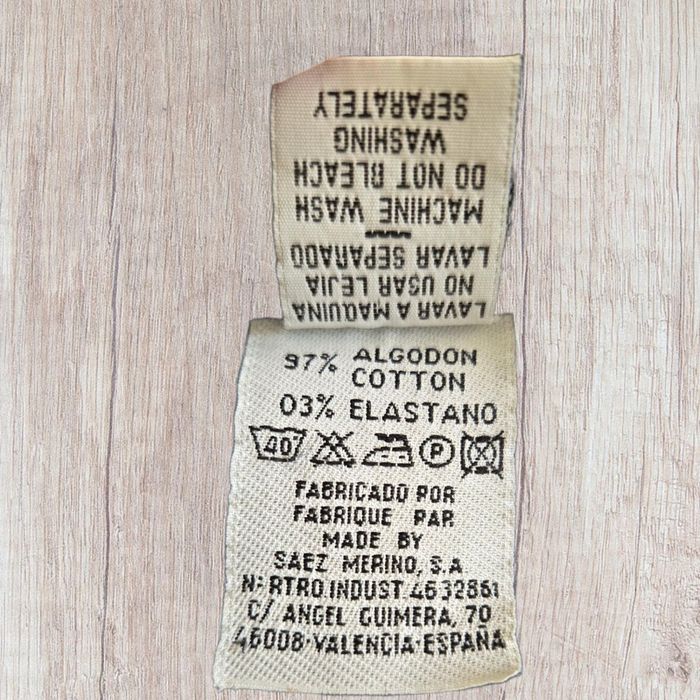 LAVAR A MAQUINA
NO USAR LEJIA
LAVAR SEPARADO
MACHINE WASH
DO NOT BLEACH
WASHING
SEPARATELY
97% ALGODON
COTTON
03% ELASTANO
40 P
FABRICADO POR
FABRIQUE PAR
MADE BY
SAEZ MERINO, S.A
Nº RTRO.INDUST.4632861
C/ ANGEL GUIMERA, 70
46008-VALENCIA-ESPAÑA